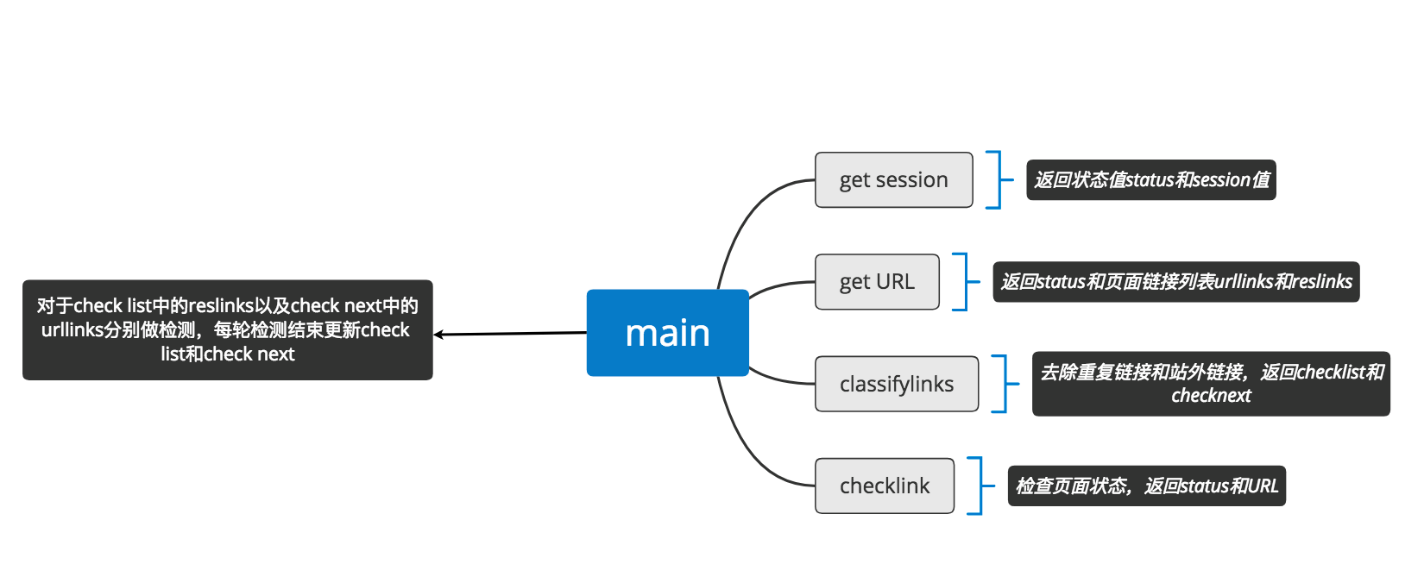 get session
返回状态值status和session值
get URL
返回status和页面链接列表urllinks和reslinks
对于check list中的reslinks以及check next中的
urllinks分别做检测，每轮检测结束更新check
list和check next
main
classifylinks
去除重复链接和站外链接，返回checklist和
checknext
checklink
检查页面状态，返回status和URL